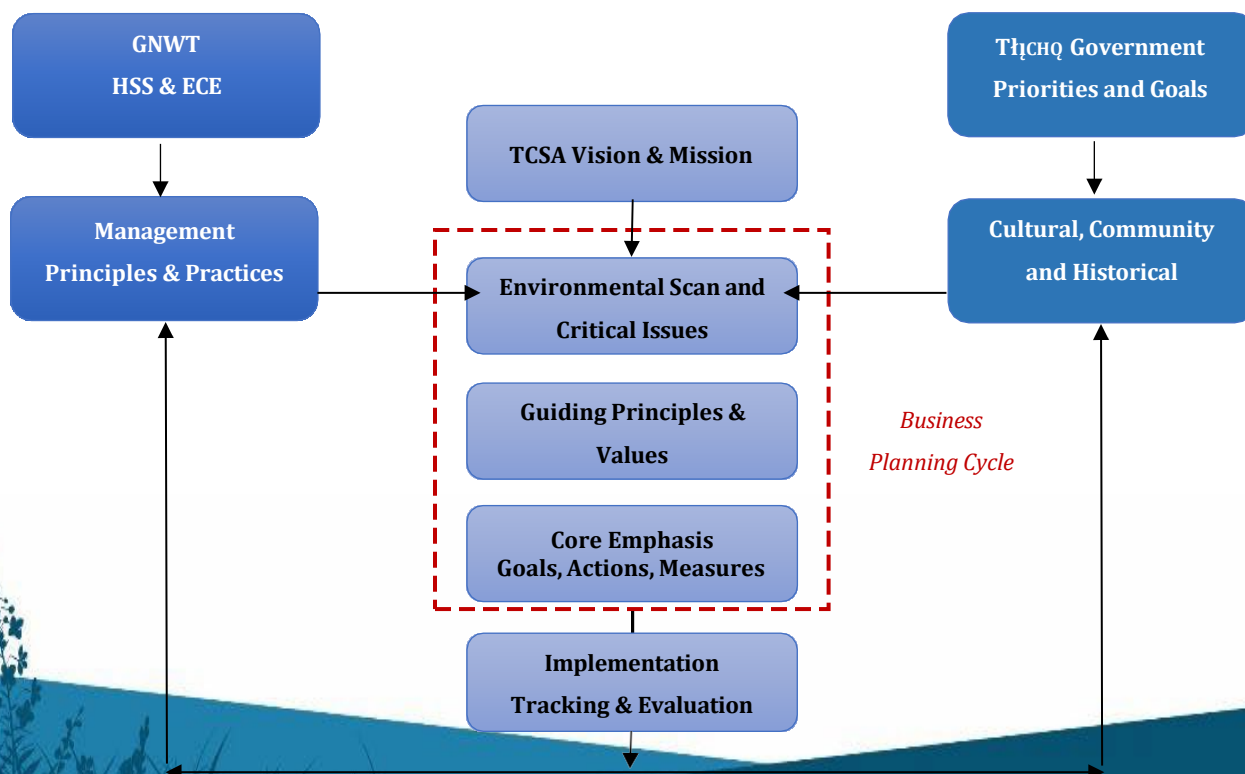 GNWT
HSS & ECE
Tłı̨cнǫ Government
Priorities and Goals
TCSA Vision & Mission
Management
Principles & Practices
Cultural, Community
and Historical
Environmental Scan and
Critical Issues
Guiding Principles &
Values
Business
Planning Cycle
Core Emphasis
Goals, Actions, Measures
Implementation
Tracking & Evaluation